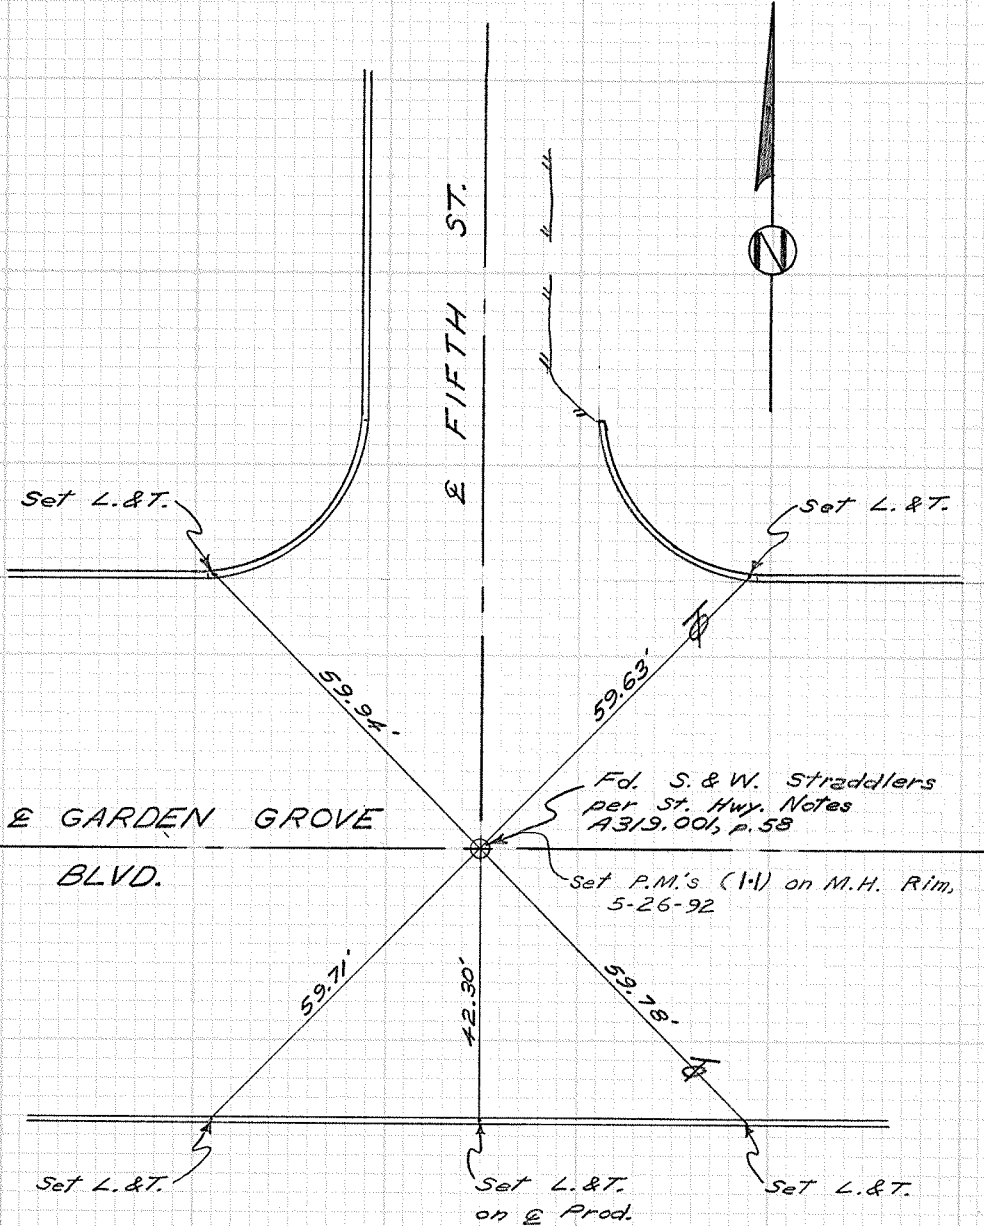 ℄ FIFTH ST.
N
Set L.&T.
Set L.&T.
59.94'
59.63'
Fd. S. & W. Straddlers
per St. Hwy. Notes
A319.001, p.58
℄ GARDEN GROVE
BLVD.
Set P.M.'s (1·1) on M.H. Rim,
5-26-92
59.71'
42.30'
59.78'
Set L.&T.
Set L.&T.
on ℄ Prod.
Set L.&T.